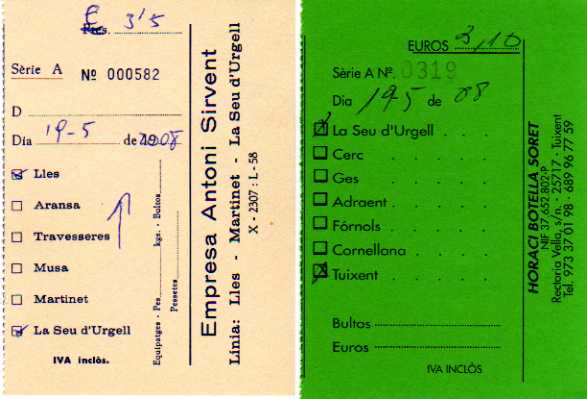 € 3'5
Ptes.
Sèrie A Nº 000582
D
Dia 19-5 de 2008
Lles
Aransa
Travesseres
Musa
Martinet
La Seu d'Urgell
IVA inclòs.
Equipatges - Pes kgs. - Bultos
Pessetes
Empresa Antoni Sirvent
Línia: Lles - Martinet - La Seu d'Urgell
X - 2307 : L - 58
EUROS 3,10
Sèrie A Nº. 0319
Dia 19-5 de 08
La Seu d'Urgell
Cerc
Ges
Adraent
Fórnols
Cornellana
Tuixent
Bultos
Euros
IVA INCLÒS
HORACI BOTELLA SORET
NIF 37.652.802-P
Rectoria Vella, s/n. - 25717 - Tuixent
Tel. 973 37 01 98 - 689 96 77 59